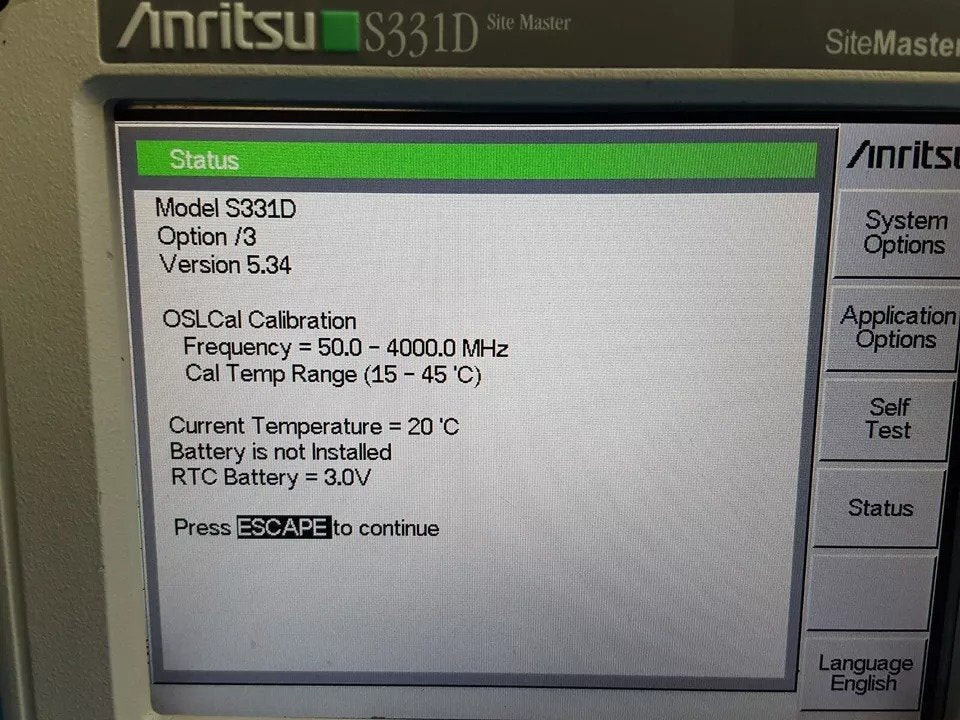 Anritsu S331D Site Master
SiteMaster
Status
Model S331D
Option /3
Version 5.34
OSLCal Calibration
Frequency = 50.0 - 4000.0 MHz
Cal Temp Range (15 - 45 'C)
Current Temperature = 20 'C
Battery is not Installed
RTC Battery = 3.0V
Press ESCAPE to continue
Anrits
System
Options
Application
Options
Self
Test
Status
Language
English